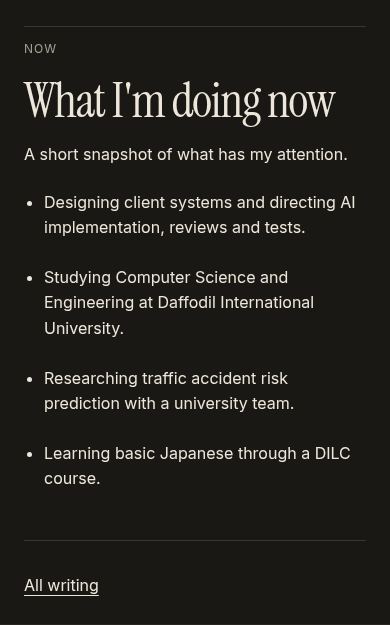 NOW
What I'm doing now
A short snapshot of what has my attention.
• Designing client systems and directing AI
implementation, reviews and tests.
• Studying Computer Science and
Engineering at Daffodil International
University.
• Researching traffic accident risk
prediction with a university team.
• Learning basic Japanese through a DILC
course.
All writing